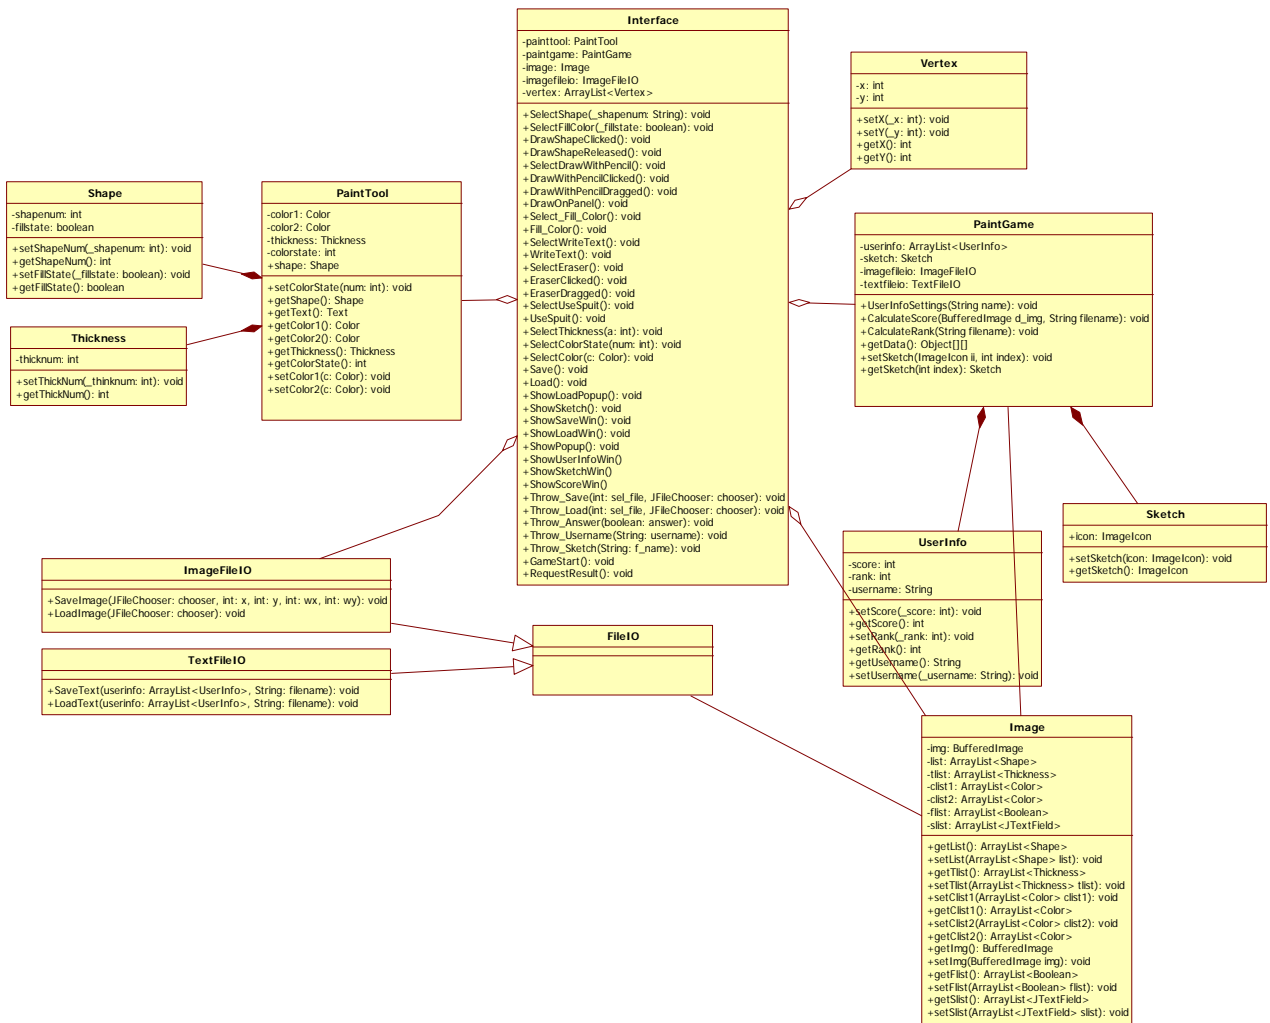 Interface
-painttool: PaintTool
-paintgame: PaintGame
-image: Image
-imagefileio: ImageFileIO
-vertex: ArrayList<Vertex>
+SelectShape(_shapenum: String): void
+SelectFillColor(_fillstate: boolean): void
+DrawShapeClicked(): void
+DrawShapeReleased(): void
+SelectDrawWithPencil(): void
+DrawWithPencilClicked(): void
+DrawWithPencilDragged(): void
+DrawOnPanel(): void
+Select_Fill_Color(): void
+Fill_Color(): void
+SelectWriteText(): void
+WriteText(): void
+SelectEraser(): void
+EraserClicked(): void
+EraserDragged(): void
+SelectUseSpuit(): void
+UseSpuit(): void
+SelectThickness(a: int): void
+SelectColorState(num: int): void
+SelectColor(c: Color): void
+Save(): void
+Load(): void
+ShowLoadPopup(): void
+ShowSketch(): void
+ShowSaveWin(): void
+ShowLoadWin(): void
+ShowPopup(): void
+ShowUserInfoWin()
+ShowSketchWin()
+ShowScoreWin()
+Throw_Save(int: sel_file, JFileChooser: chooser): void
+Throw_Load(int: sel_file, JFileChooser: chooser): void
+Throw_Answer(boolean: answer): void
+Throw_Username(String: username): void
+Throw_Sketch(String: f_name): void
+GameStart(): void
+RequestResult(): void
Vertex
-x: int
-y: int
+setX(_x: int): void
+setY(_y: int): void
+getX(): int
+getY(): int
Shape
-shapenum: int
-fillstate: boolean
+setShapeNum(_shapenum: int): void
+getShapeNum(): int
+setFillState(_fillstate: boolean): void
+getFillState(): boolean
PaintTool
-color1: Color
-color2: Color
-thickness: Thickness
-colorstate: int
+shape: Shape
+setColorState(num: int): void
+getShape(): Shape
+getText(): Text
+getColor1(): Color
+getColor2(): Color
+getThickness(): Thickness
+getColorState(): int
+setColor1(c: Color): void
+setColor2(c: Color): void
Thickness
-thicknum: int
+setThickNum(_thinknum: int): void
+getThickNum(): int
PaintGame
-userinfo: ArrayList<UserInfo>
-sketch: Sketch
-imagefileio: ImageFileIO
-textfileio: TextFileIO
+UserInfoSettings(String name): void
+CalculateScore(BufferedImage d_img, String filename): void
+CalculateRank(String filename): void
+getData(): Object[][]
+setSketch(ImageIcon ii, int index): void
+getSketch(int index): Sketch
Sketch
+icon: ImageIcon
+setSketch(icon: ImageIcon): void
+getSketch(): ImageIcon
UserInfo
-score: int
-rank: int
-username: String
+setScore(_score: int): void
+getScore(): int
+setRank(_rank: int): void
+getRank(): int
+getUsername(): String
+setUsername(_username: String): void
ImageFileIO
+SaveImage(JFileChooser: chooser, int: x, int: y, int: wx, int: wy): void
+LoadImage(JFileChooser: chooser): void
TextFileIO
+SaveText(userinfo: ArrayList<UserInfo>, String: filename): void
+LoadText(userinfo: ArrayList<UserInfo>, String: filename): void
FileIO
Image
-img: BufferedImage
-list: ArrayList<Shape>
-tlist: ArrayList<Thickness>
-clist1: ArrayList<Color>
-clist2: ArrayList<Color>
-flist: ArrayList<Boolean>
-slist: ArrayList<JTextField>
+getList(): ArrayList<Shape>
+setList(ArrayList<Shape> list): void
+getTlist(): ArrayList<Thickness>
+setTlist(ArrayList<Thickness> tlist): void
+setClist1(ArrayList<Color> clist1): void
+getClist1(): ArrayList<Color>
+setClist2(ArrayList<Color> clist2): void
+getClist2(): ArrayList<Color>
+getImg(): BufferedImage
+setImg(BufferedImage img): void
+getFlist(): ArrayList<Boolean>
+setFlist(ArrayList<Boolean> flist): void
+getSlist(): ArrayList<JTextField>
+setSlist(ArrayList<JTextField> slist): void